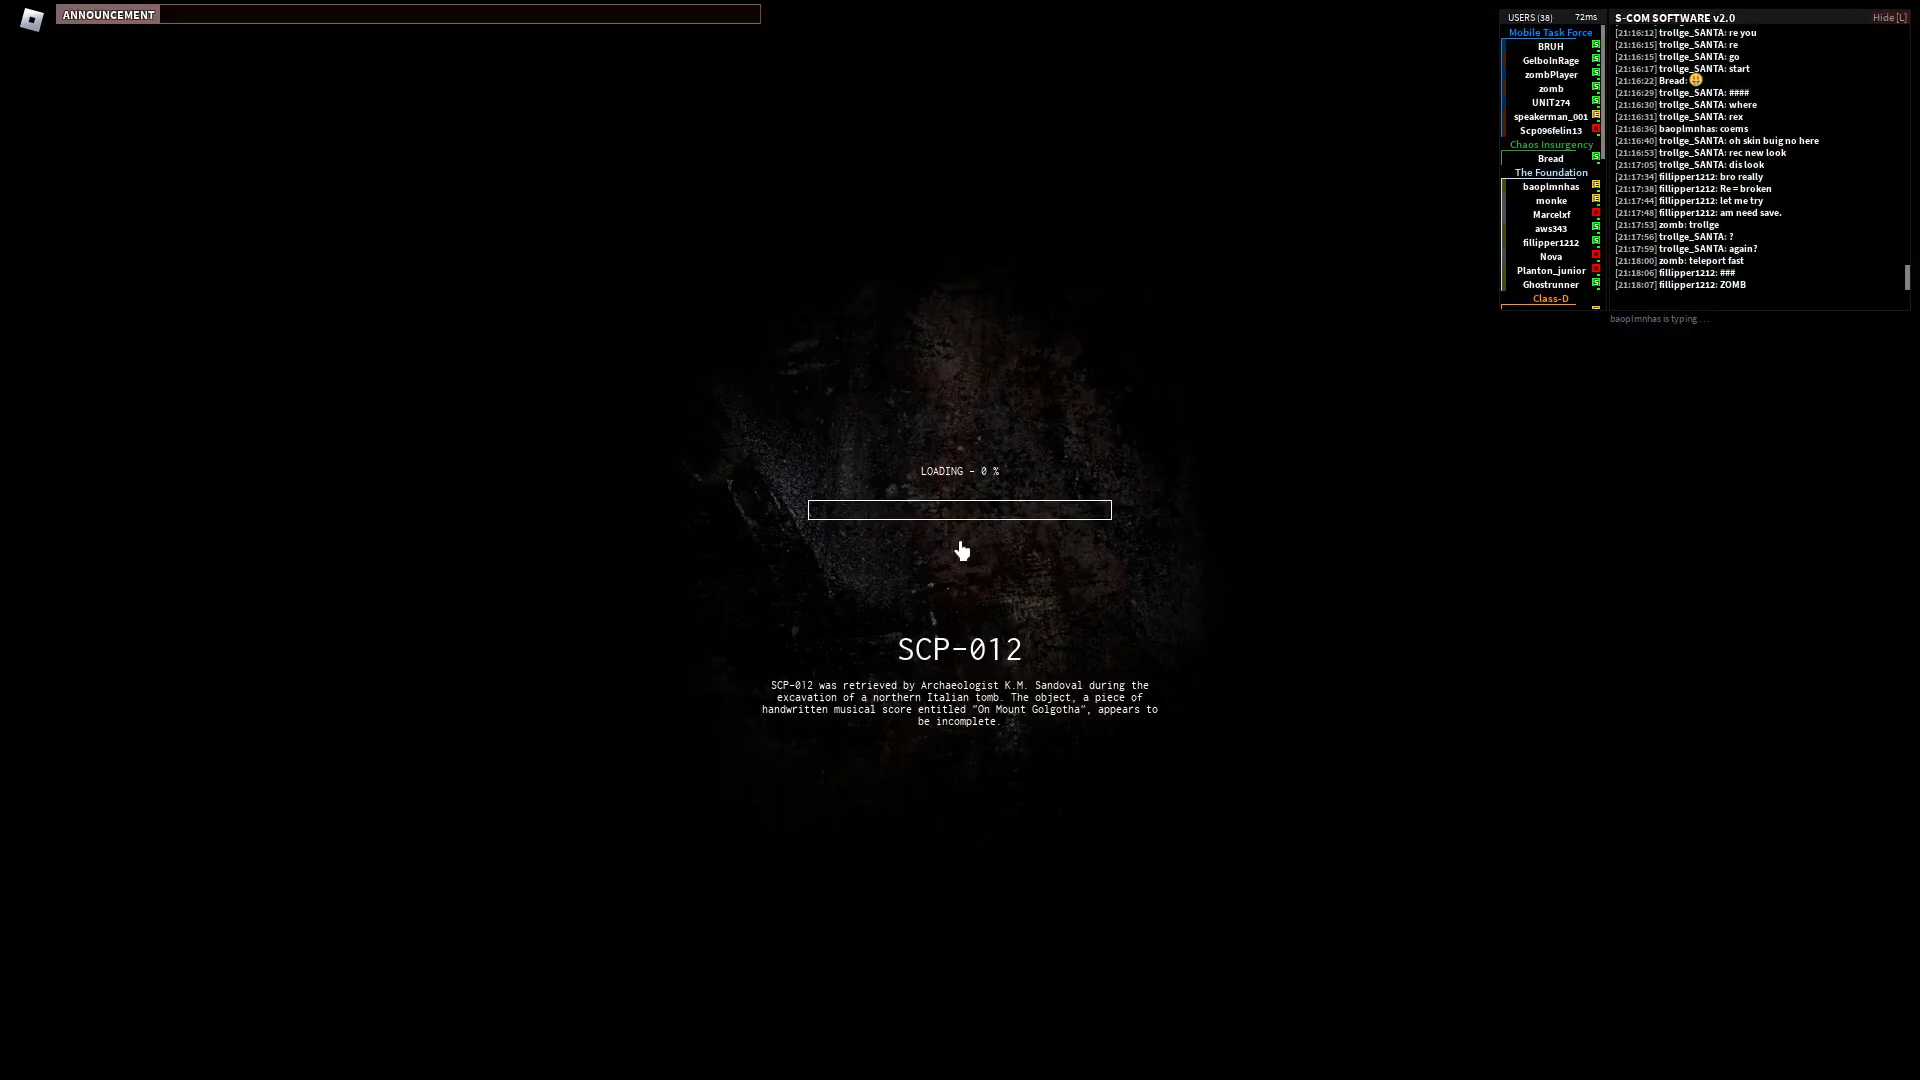 ANNOUNCEMENT
USERS (38) 72ms
Mobile Task Force
BRUH
GelboInRage
zombPlayer
zomb
UNIT274
speakerman_001
Scp096felin13
Chaos Insurgency
Bread
The Foundation
baoplmnhas
monke
Marcelxf
aws343
fillipper1212
Nova
Planton_junior
Ghostrunner
Class-D
S-COM SOFTWARE v2.0 Hide [L]
[21:16:12] trollge_SANTA: re you
[21:16:15] trollge_SANTA: re
[21:16:15] trollge_SANTA: go
[21:16:17] trollge_SANTA: start
[21:16:22] Bread:
[21:16:29] trollge_SANTA: ####
[21:16:30] trollge_SANTA: where
[21:16:31] trollge_SANTA: rex
[21:16:36] baoplmnhas: coems
[21:16:40] trollge_SANTA: oh skin buig no here
[21:16:53] trollge_SANTA: rec new look
[21:17:05] trollge_SANTA: dis look
[21:17:34] fillipper1212: bro really
[21:17:38] fillipper1212: Re = broken
[21:17:44] fillipper1212: let me try
[21:17:48] fillipper1212: am need save.
[21:17:53] zomb: trollge
[21:17:56] trollge_SANTA: ?
[21:17:59] trollge_SANTA: again?
[21:18:00] zomb: teleport fast
[21:18:06] fillipper1212: ###
[21:18:07] fillipper1212: ZOMB
baoplmnhas is typing . . .
LOADING - 0 %
SCP-012
SCP-012 was retrieved by Archaeologist K.M. Sandoval during the
excavation of a northern Italian tomb. The object, a piece of
handwritten musical score entitled "On Mount Golgotha", appears to
be incomplete.